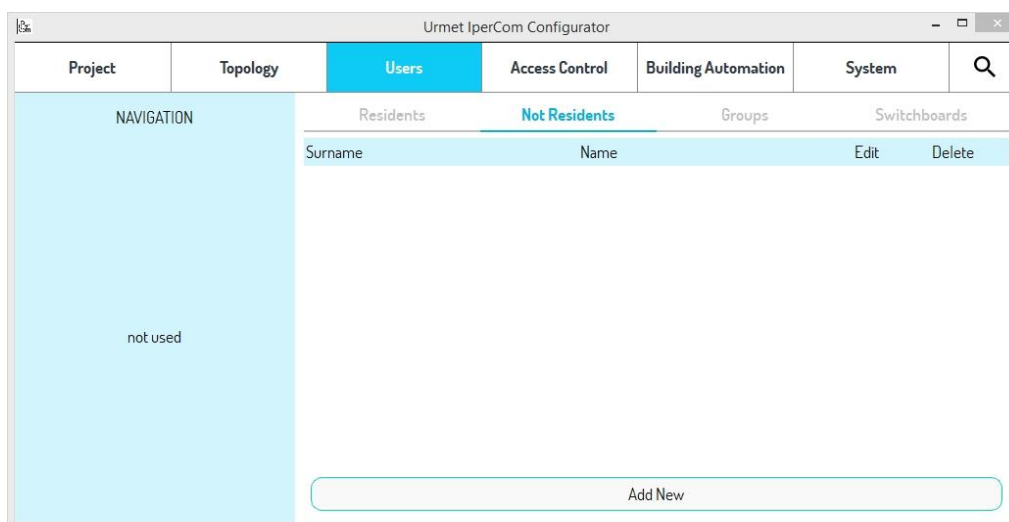 Urmet IperCom Configurator
Project Topology Users Access Control Building Automation System
NAVIGATION
Residents Not Residents Groups Switchboards
Surname Name Edit Delete
not used
Add New